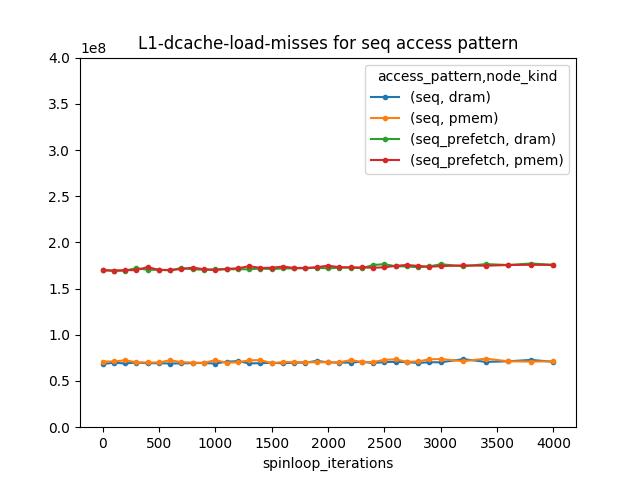 L1-dcache-load-misses for seq access pattern
1e8
access_pattern,node_kind
(seq, dram)
(seq, pmem)
(seq_prefetch, dram)
(seq_prefetch, pmem)
4.0
3.5
3.0
2.5
2.0
1.5
1.0
0.5
0.0
0 500 1000 1500 2000 2500 3000 3500 4000
spinloop_iterations